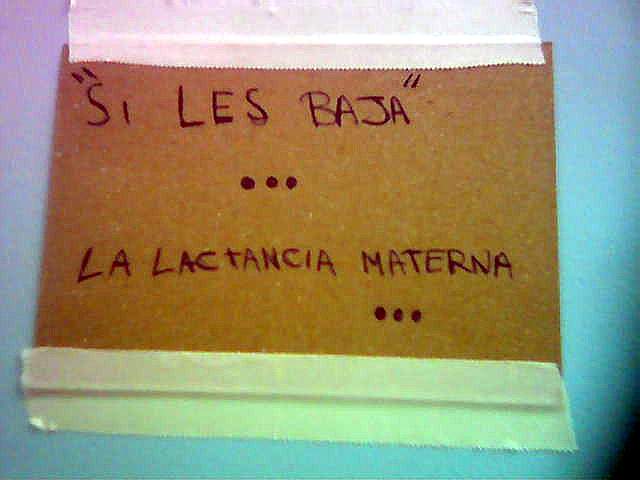 "SI LES BAJA"
...
LA LACTANCIA MATERNA
...